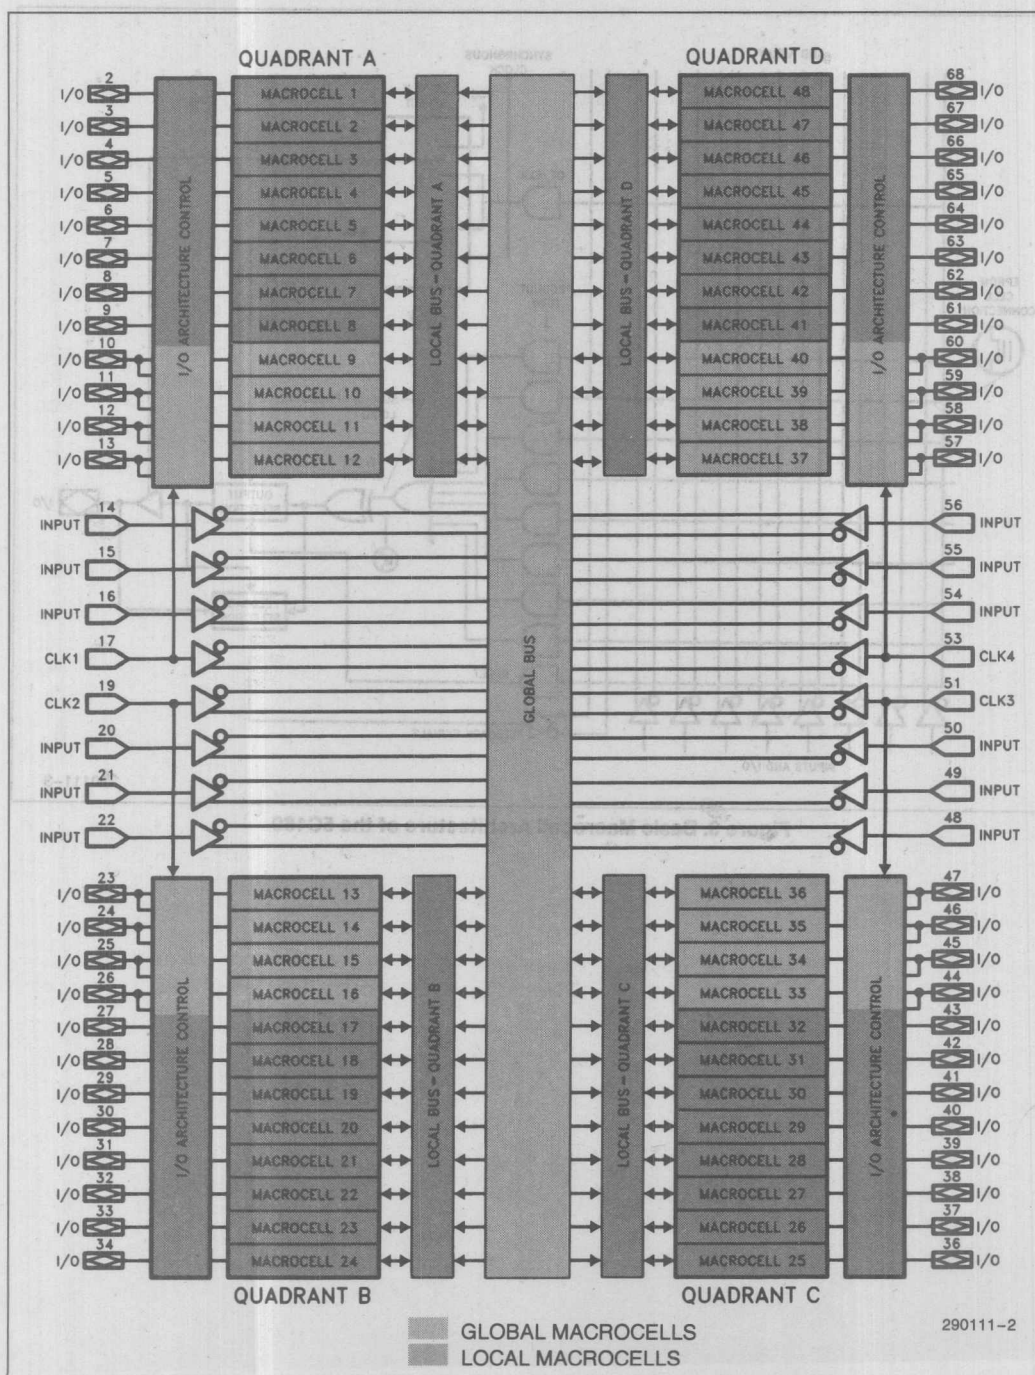 QUADRANT A QUADRANT D
2 68
I/O MACROCELL 1 MACROCELL 48 I/O
3 67
I/O MACROCELL 2 MACROCELL 47 I/O
4 66
I/O MACROCELL 3 MACROCELL 46 I/O
5 65
I/O MACROCELL 4 MACROCELL 45 I/O
6 64
I/O MACROCELL 5 MACROCELL 44 I/O
7 63
I/O MACROCELL 6 MACROCELL 43 I/O
8 62
I/O MACROCELL 7 MACROCELL 42 I/O
9 61
I/O MACROCELL 8 MACROCELL 41 I/O
10 60
I/O MACROCELL 9 MACROCELL 40 I/O
11 59
I/O MACROCELL 10 MACROCELL 39 I/O
12 58
I/O MACROCELL 11 MACROCELL 38 I/O
13 57
I/O MACROCELL 12 MACROCELL 37 I/O
I/O ARCHITECTURE CONTROL
LOCAL BUS-QUADRANT A
LOCAL BUS-QUADRANT D
I/O ARCHITECTURE CONTROL
14 56
INPUT INPUT
15 55
INPUT INPUT
16 54
INPUT INPUT
17 53
CLK1 CLK4
GLOBAL BUS
19 51
CLK2 CLK3
20 50
INPUT INPUT
21 49
INPUT INPUT
22 48
INPUT INPUT
23 47
I/O MACROCELL 13 MACROCELL 36 I/O
24 46
I/O MACROCELL 14 MACROCELL 35 I/O
25 45
I/O MACROCELL 15 MACROCELL 34 I/O
26 44
I/O MACROCELL 16 MACROCELL 33 I/O
27 43
I/O MACROCELL 17 MACROCELL 32 I/O
28 42
I/O MACROCELL 18 MACROCELL 31 I/O
29 41
I/O MACROCELL 19 MACROCELL 30 I/O
30 40
I/O MACROCELL 20 MACROCELL 29 I/O
31 39
I/O MACROCELL 21 MACROCELL 28 I/O
32 38
I/O MACROCELL 22 MACROCELL 27 I/O
33 37
I/O MACROCELL 23 MACROCELL 26 I/O
34 36
I/O MACROCELL 24 MACROCELL 25 I/O
I/O ARCHITECTURE CONTROL
LOCAL BUS-QUADRANT B
LOCAL BUS-QUADRANT C
I/O ARCHITECTURE CONTROL
QUADRANT B QUADRANT C
GLOBAL MACROCELLS
LOCAL MACROCELLS
290111-2